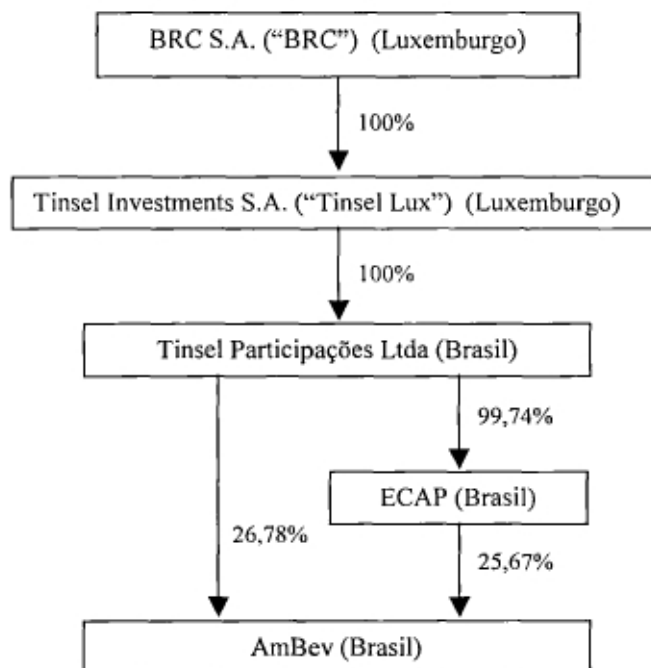 BRC S.A. (“BRC”) (Luxemburgo)
100%
Tinsel Investments S.A. (“Tinsel Lux”) (Luxemburgo)
100%
Tinsel Participações Ltda (Brasil)
99,74%
ECAP (Brasil)
26,78%
25,67%
AmBev (Brasil)